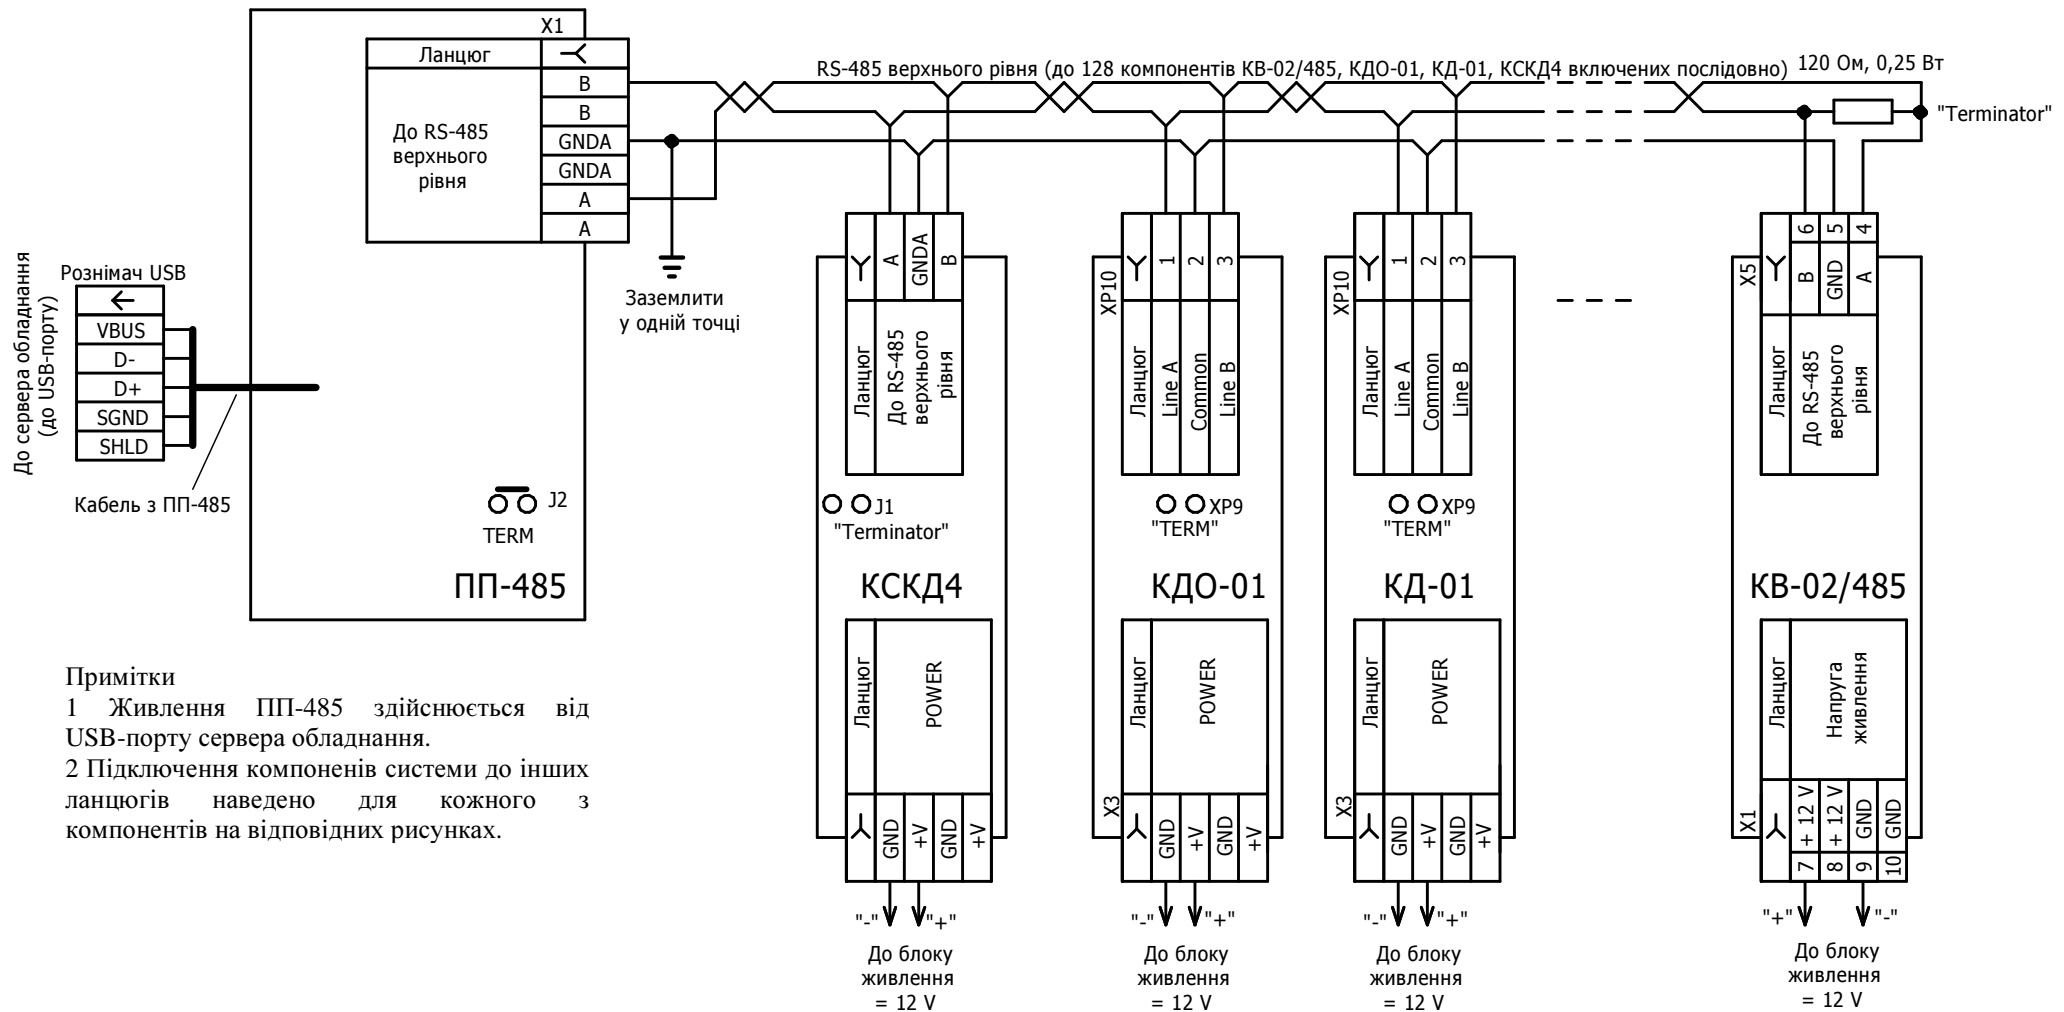 X1
Ланцюг
До RS-485
верхнього
рівня
B
B
GNDA
GNDA
A
A
RS-485 верхнього рівня (до 128 компонентів КВ-02/485, КДО-01, КД-01, КСКД4 включених послідовно)
120 Ом, 0,25 Вт
"Terminator"
Заземлити
у одній точці
До сервера обладнання
(до USB-порту)
Рознімач USB
VBUS
D-
D+
SGND
SHLD
Кабель з ПП-485
J2
TERM
ПП-485
A
GNDA
B
Ланцюг
До RS-485
верхнього
рівня
J1
"Terminator"
КСКД4
Ланцюг
POWER
GND
+V
GND
+V
"-"
"+"
До блоку
живлення
= 12 V
XP10
1
2
3
Ланцюг
Line A
Common
Line B
XP9
"TERM"
КДО-01
Ланцюг
POWER
X3
GND
+V
GND
+V
"-"
"+"
До блоку
живлення
= 12 V
XP10
1
2
3
Ланцюг
Line A
Common
Line B
XP9
"TERM"
КД-01
Ланцюг
POWER
X3
GND
+V
GND
+V
"-"
"+"
До блоку
живлення
= 12 V
X5
6
5
4
B
GND
A
Ланцюг
До RS-485
верхнього
рівня
КВ-02/485
Ланцюг
Напруга
живлення
X1
+ 12 V
+ 12 V
GND
GND
7
8
9
10
"+"
"-"
До блоку
живлення
= 12 V
Примітки
1 Живлення ПП-485 здійснюється від
USB-порту сервера обладнання.
2 Підключення компоненів системи до інших
ланцюгів наведено для кожного з
компонентів на відповідних рисунках.